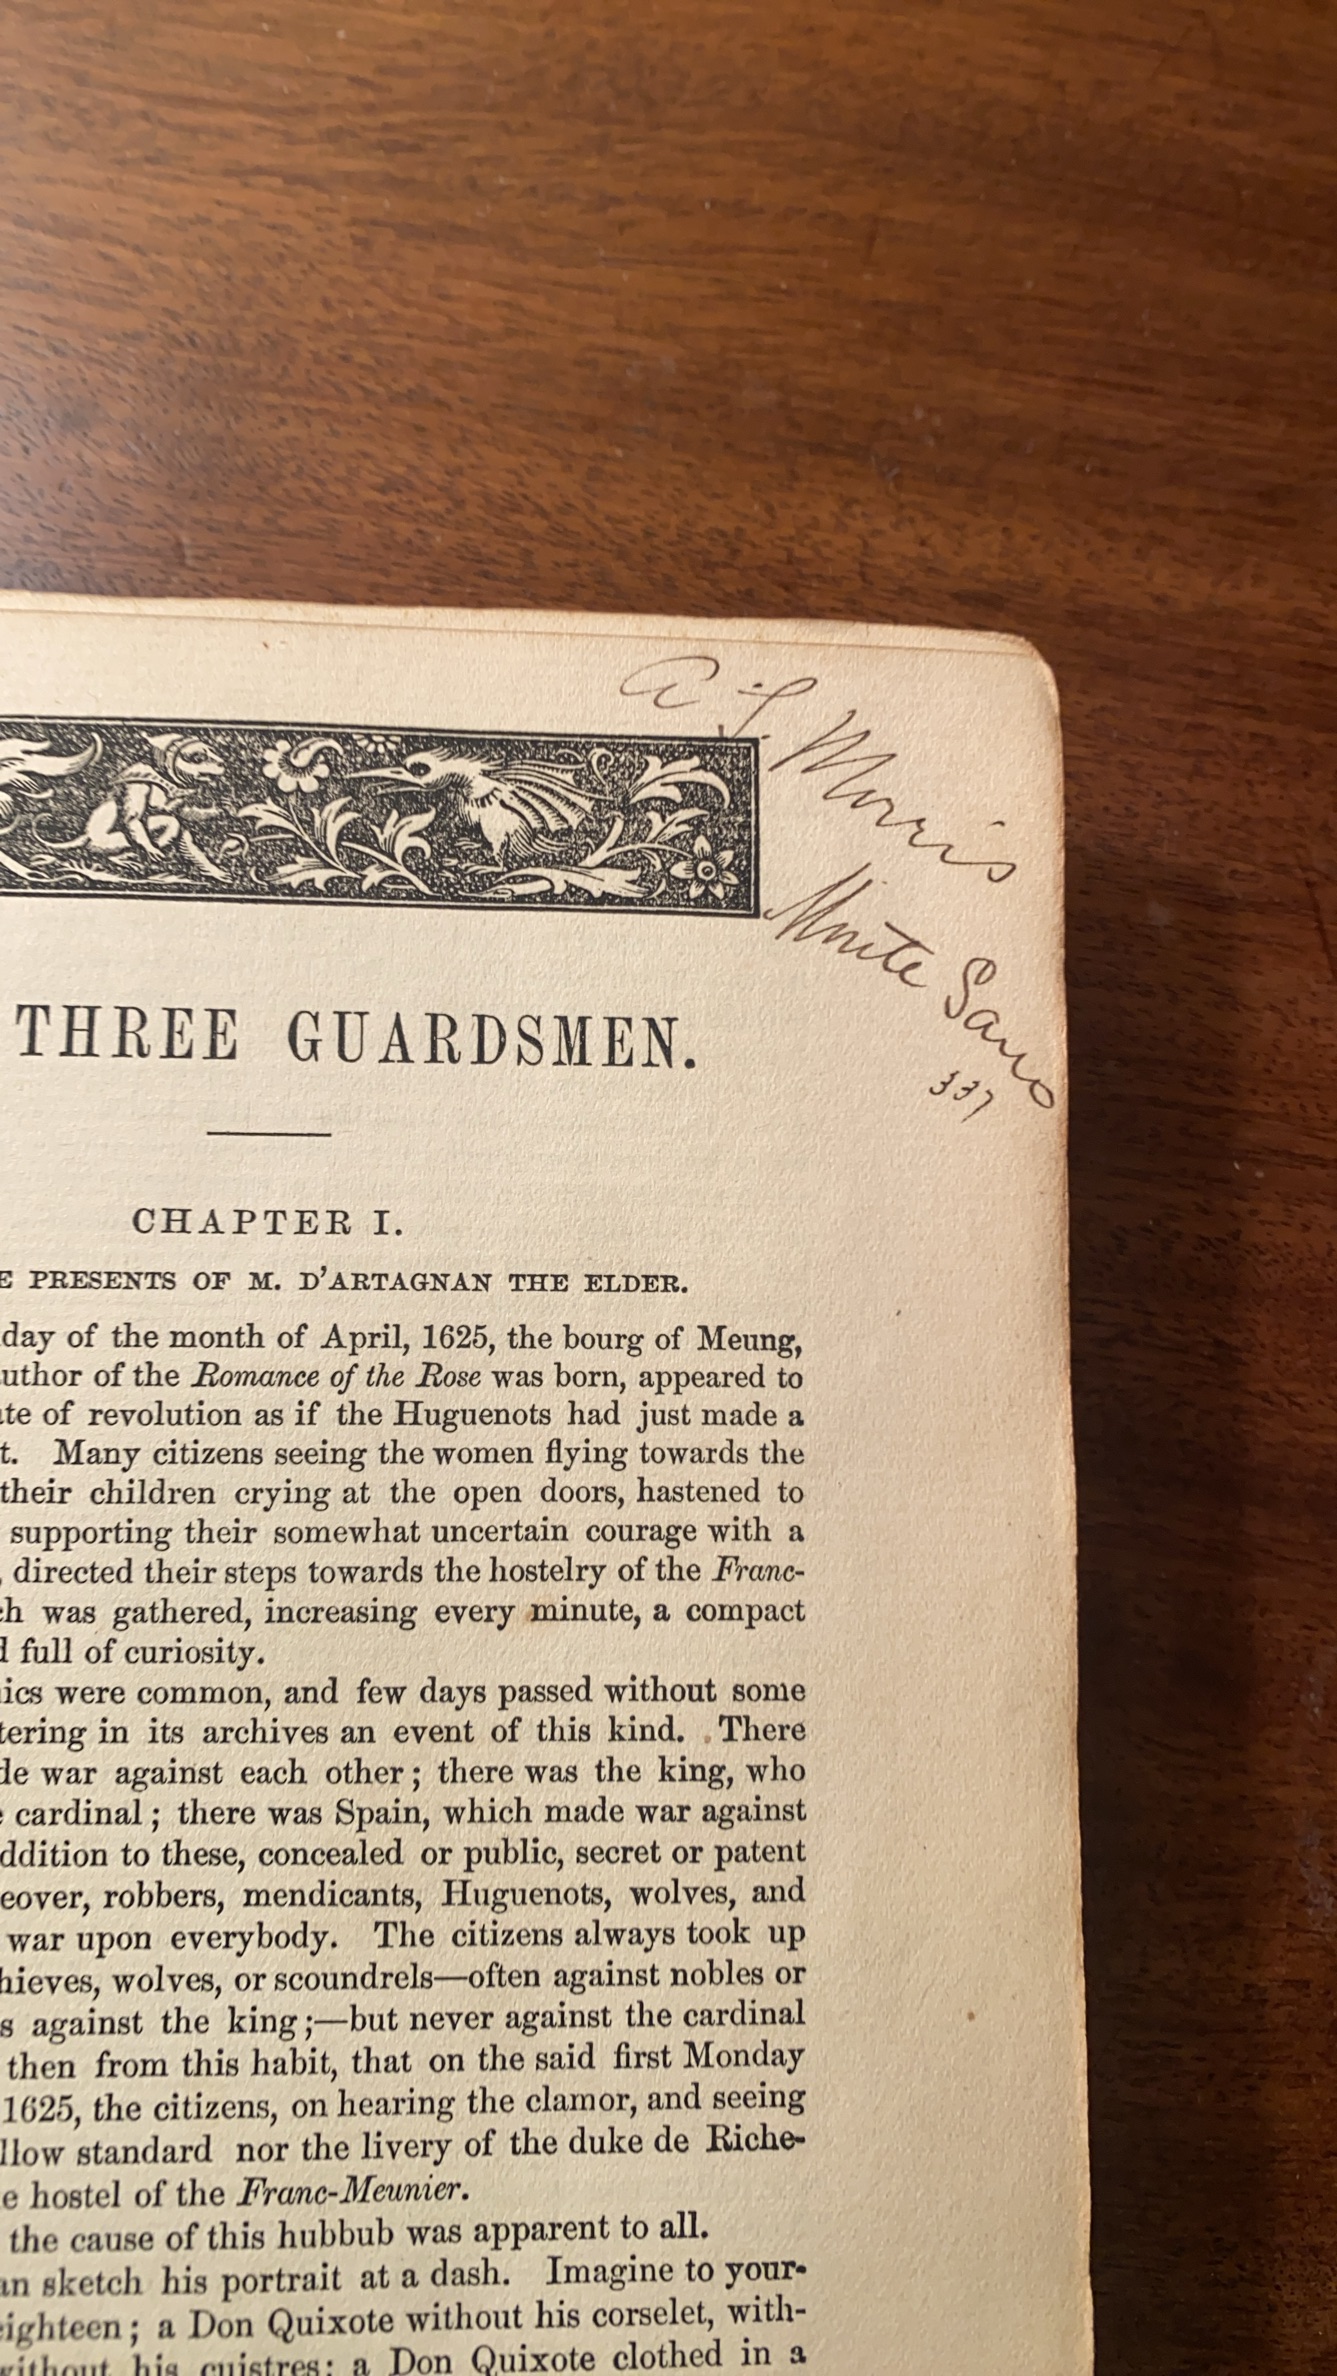 A L Morris
Monte Sano
337
THREE GUARDSMEN.
CHAPTER I.
PRESENTS OF M. D'ARTAGNAN THE ELDER.
day of the month of April, 1625, the bourg of Meung,
uthor of the Romance of the Rose was born, appeared to
te of revolution as if the Huguenots had just made a
t. Many citizens seeing the women flying towards the
their children crying at the open doors, hastened to
supporting their somewhat uncertain courage with a
, directed their steps towards the hostelry of the Franc-
ch was gathered, increasing every minute, a compact
d full of curiosity.
ics were common, and few days passed without some
tering in its archives an event of this kind. There
de war against each other; there was the king, who
e cardinal; there was Spain, which made war against
ddition to these, concealed or public, secret or patent
eover, robbers, mendicants, Huguenots, wolves, and
war upon everybody. The citizens always took up
hieves, wolves, or scoundrels—often against nobles or
s against the king;—but never against the cardinal
then from this habit, that on the said first Monday
1625, the citizens, on hearing the clamor, and seeing
llow standard nor the livery of the duke de Riche-
e hostel of the Franc-Meunier.
the cause of this hubbub was apparent to all.
an sketch his portrait at a dash. Imagine to your-
eighteen; a Don Quixote without his corselet, with-
without his cuistres; a Don Quixote clothed in a